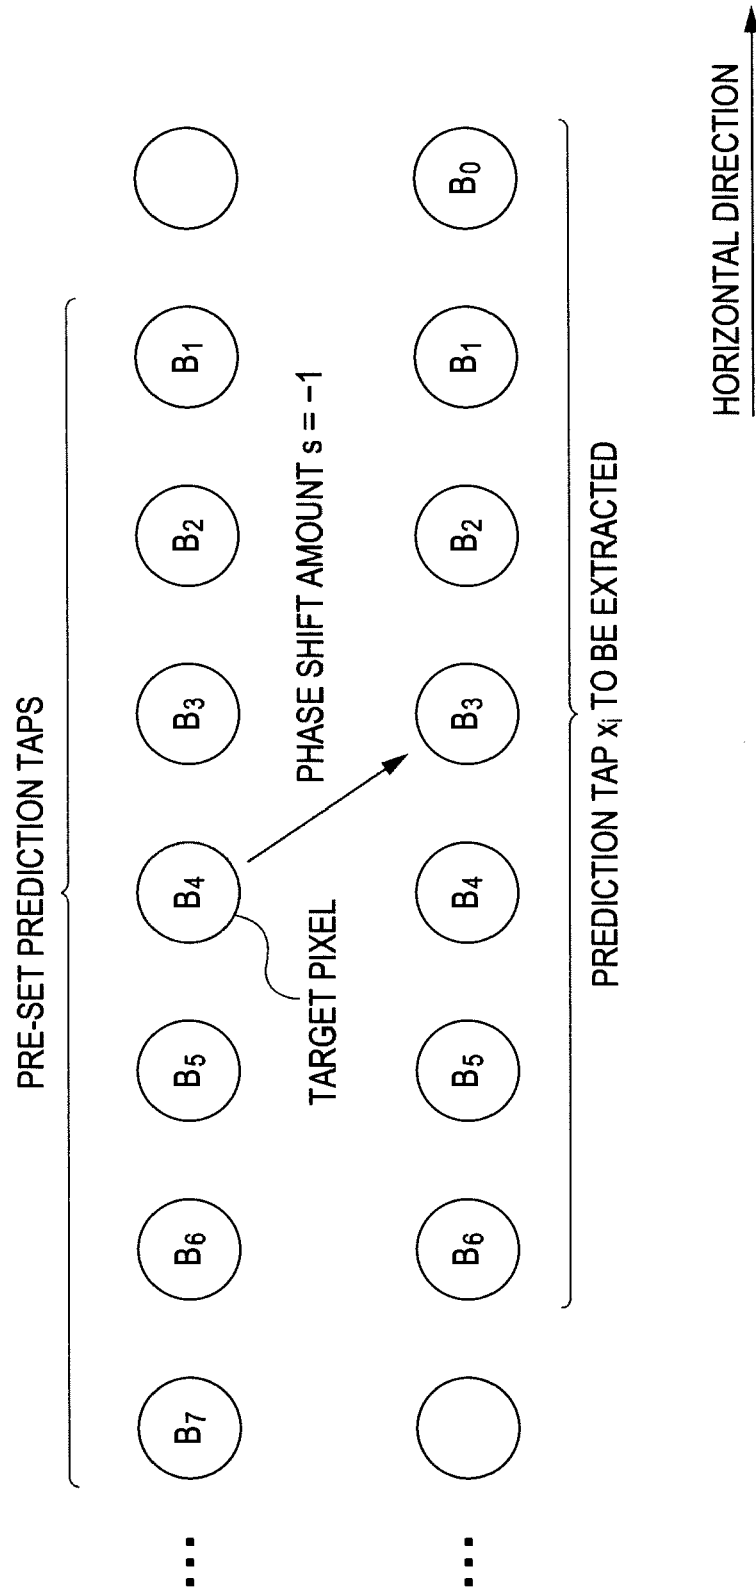 PRE-SET PREDICTION TAPS
... B7 B6 B5 B4 B3 B2 B1
TARGET PIXEL
PHASE SHIFT AMOUNT s = −1
... B6 B5 B4 B3 B2 B1 B0
PREDICTION TAP xi TO BE EXTRACTED
HORIZONTAL DIRECTION